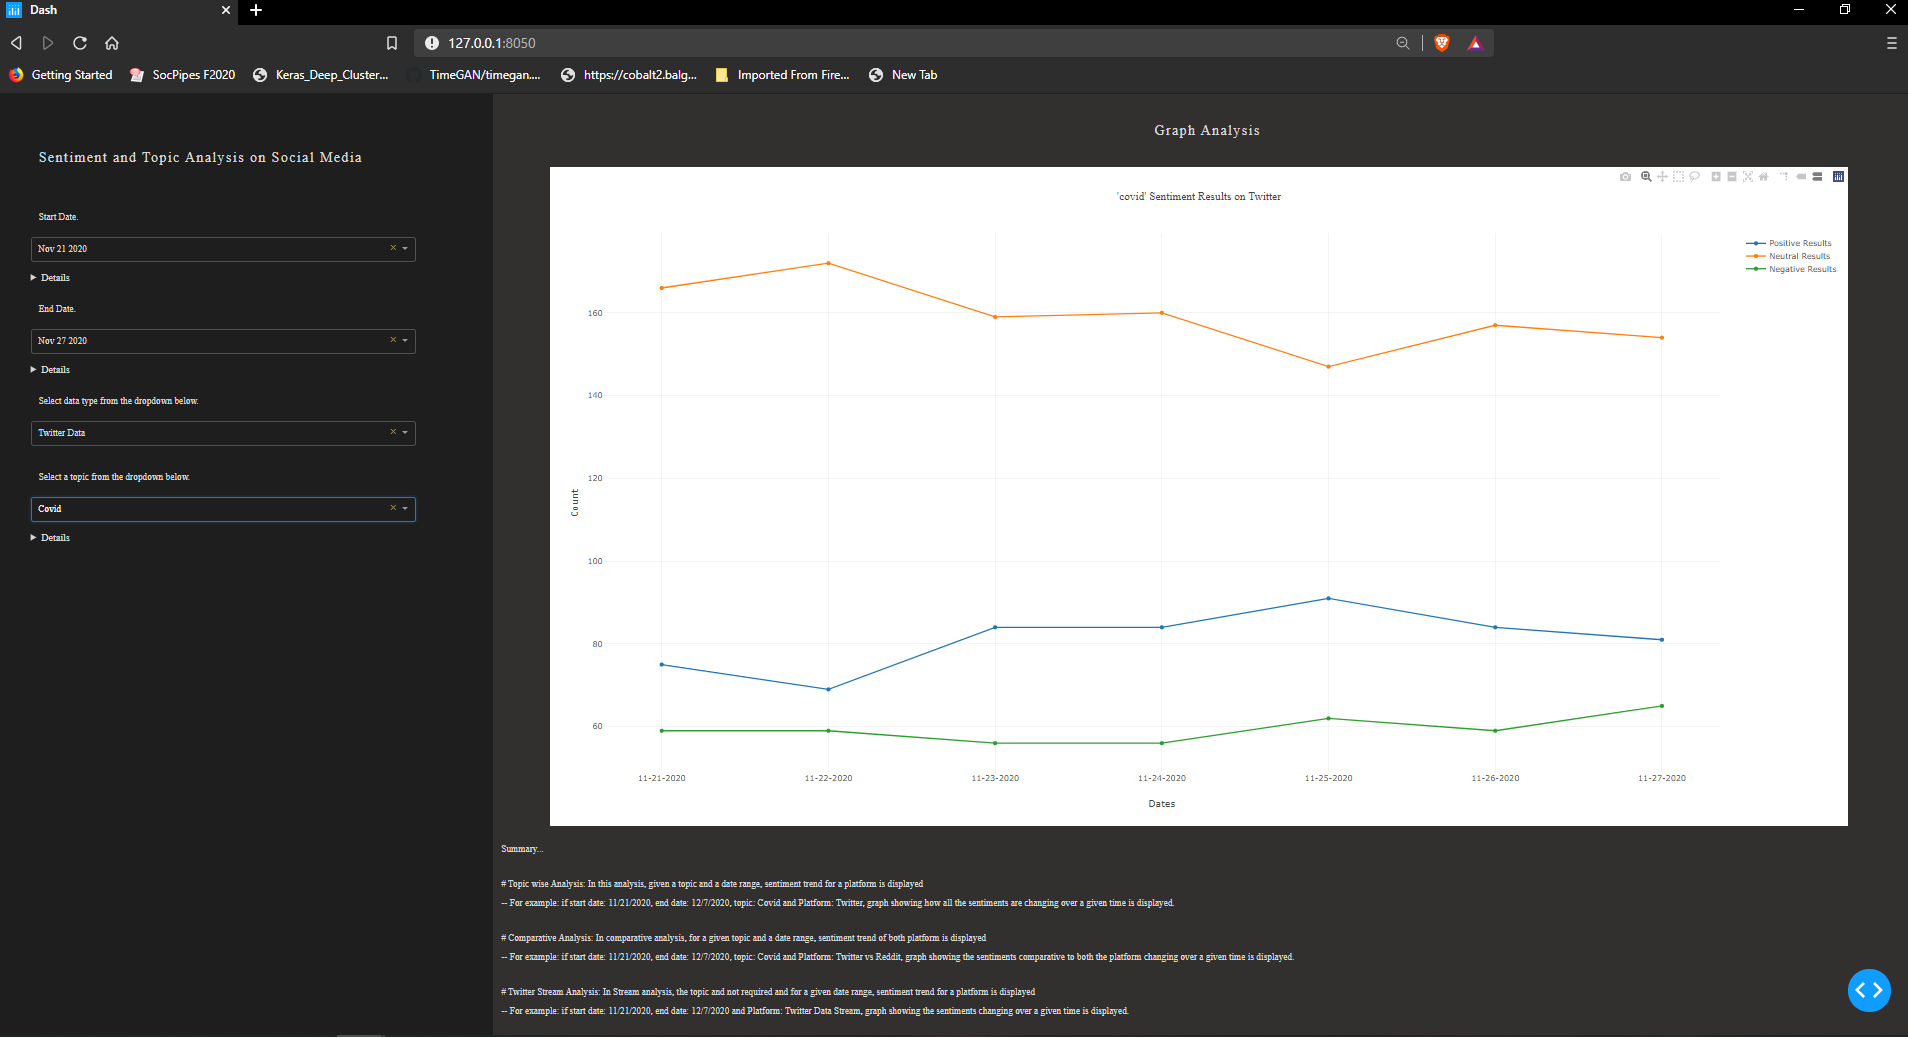 Dash
127.0.0.1:8050
Getting Started
SocPipes F2020
Keras_Deep_Cluster...
TimeGAN/timegan....
https://cobalt2.balg...
Imported From Fire...
New Tab
Sentiment and Topic Analysis on Social Media
Start Date.
Nov 21 2020
Details
End Date.
Nov 27 2020
Details
Select data type from the dropdown below.
Twitter Data
Select a topic from the dropdown below.
Covid
Details
Graph Analysis
'covid' Sentiment Results on Twitter
Positive Results
Neutral Results
Negative Results
160
140
120
100
80
60
Count
11-21-2020
11-22-2020
11-23-2020
11-24-2020
11-25-2020
11-26-2020
11-27-2020
Dates
Summary...
# Topic wise Analysis: In this analysis, given a topic and a date range, sentiment trend for a platform is displayed
-- For example: if start date: 11/21/2020, end date: 12/7/2020, topic: Covid and Platform: Twitter, graph showing how all the sentiments are changing over a given time is displayed.
# Comparative Analysis: In comparative analysis, for a given topic and a date range, sentiment trend of both platform is displayed
-- For example: if start date: 11/21/2020, end date: 12/7/2020, topic: Covid and Platform: Twitter vs Reddit, graph showing the sentiments comparative to both the platform changing over a given time is displayed.
# Twitter Stream Analysis: In Stream analysis, the topic and not required and for a given date range, sentiment trend for a platform is displayed
-- For example: if start date: 11/21/2020, end date: 12/7/2020 and Platform: Twitter Data Stream, graph showing the sentiments changing over a given time is displayed.